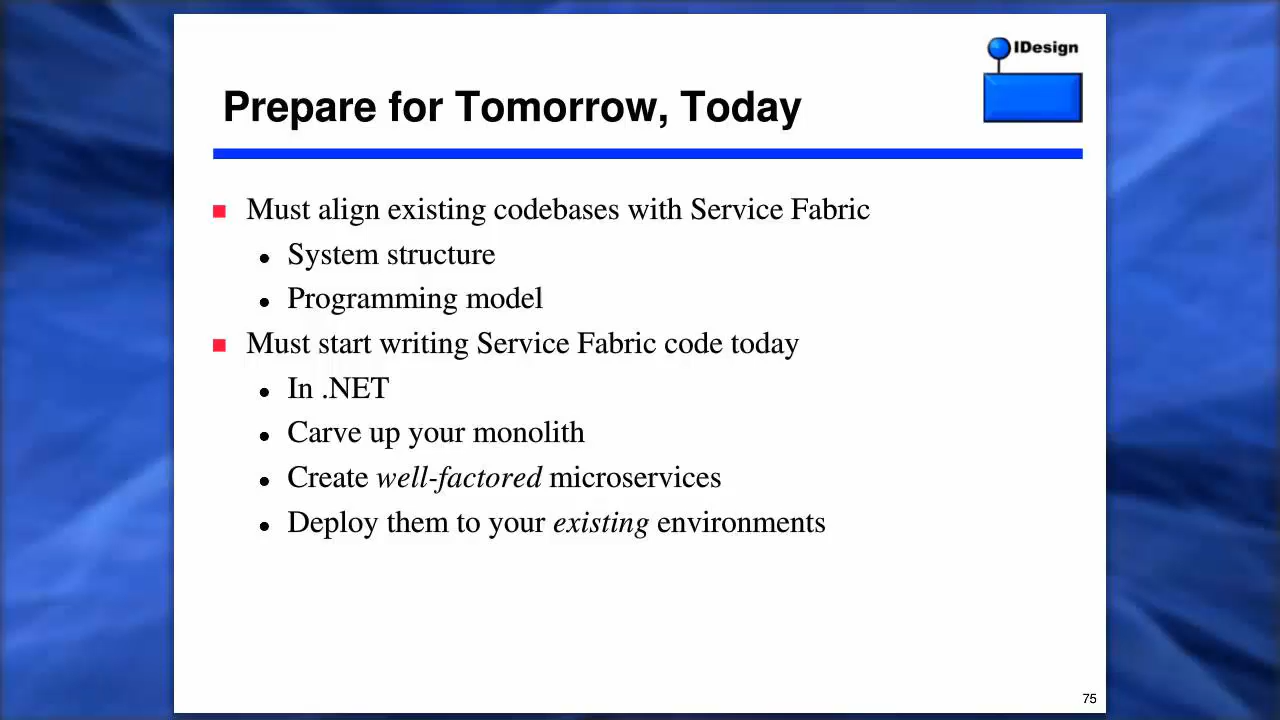 IDesign
Prepare for Tomorrow, Today
Must align existing codebases with Service Fabric
System structure
Programming model
Must start writing Service Fabric code today
In .NET
Carve up your monolith
Create well-factored microservices
Deploy them to your existing environments
75